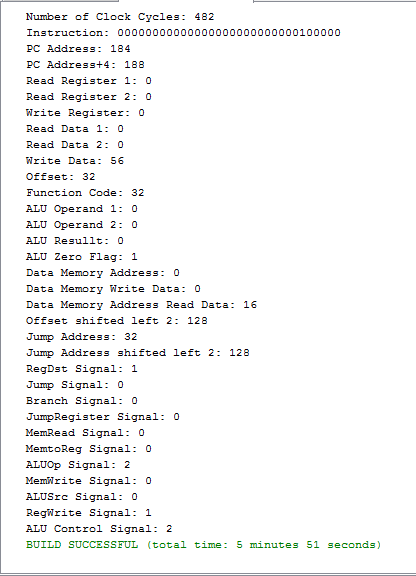 Number of Clock Cycles: 482
Instruction: 00000000000000000000000000100000
PC Address: 184
PC Address+4: 188
Read Register 1: 0
Read Register 2: 0
Write Register: 0
Read Data 1: 0
Read Data 2: 0
Write Data: 56
Offset: 32
Function Code: 32
ALU Operand 1: 0
ALU Operand 2: 0
ALU Resullt: 0
ALU Zero Flag: 1
Data Memory Address: 0
Data Memory Write Data: 0
Data Memory Address Read Data: 16
Offset shifted left 2: 128
Jump Address: 32
Jump Address shifted left 2: 128
RegDst Signal: 1
Jump Signal: 0
Branch Signal: 0
JumpRegister Signal: 0
MemRead Signal: 0
MemtoReg Signal: 0
ALUOp Signal: 2
MemWrite Signal: 0
ALUSrc Signal: 0
RegWrite Signal: 1
ALU Control Signal: 2
BUILD SUCCESSFUL (total time: 5 minutes 51 seconds)